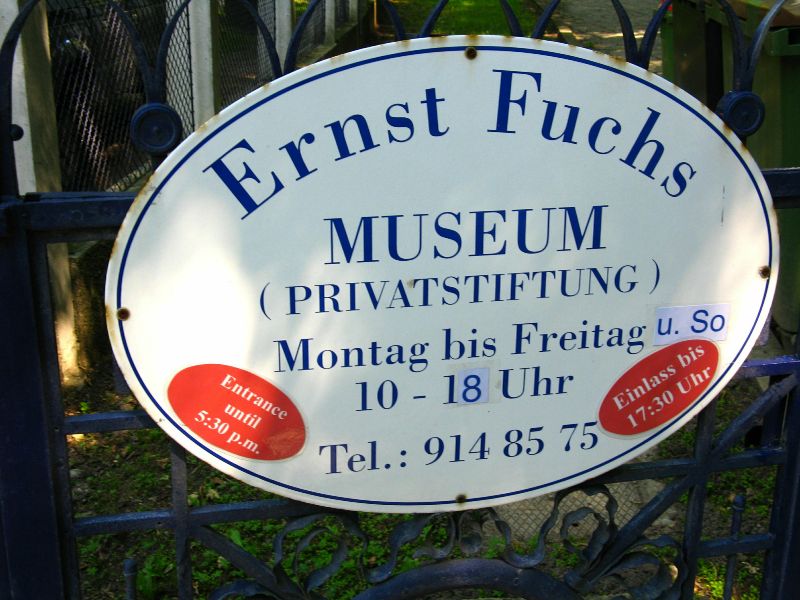 Ernst Fuchs
MUSEUM
( PRIVATSTIFTUNG )
Montag bis Freitag u. So
10 - 18 Uhr
Tel.: 914 85 75
Entrance
until
5:30 p.m.
Einlass bis
17:30 Uhr